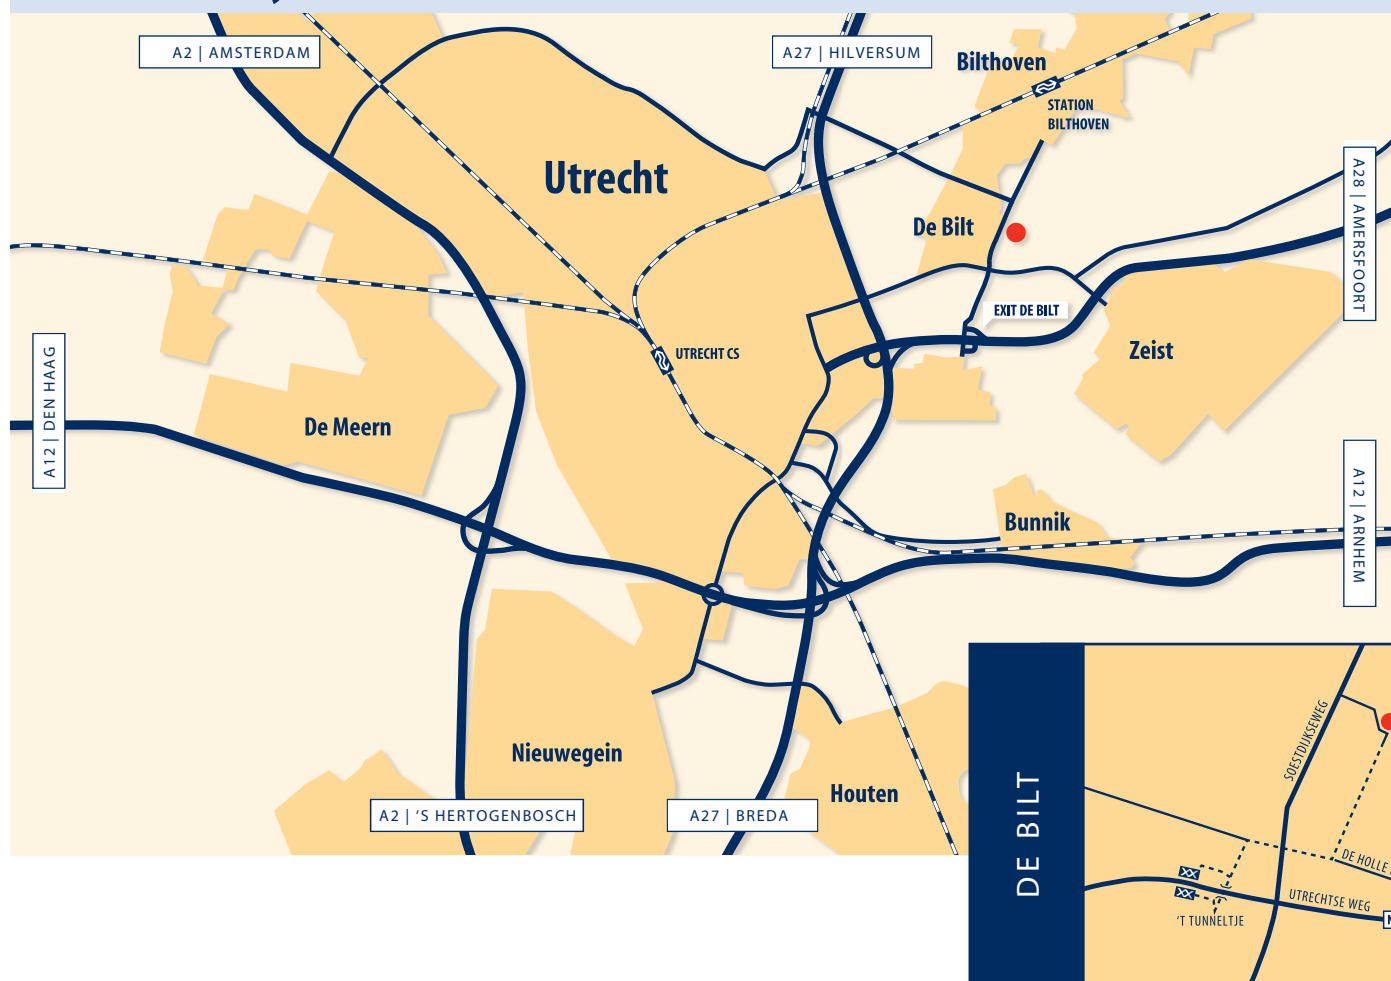 A2 | AMSTERDAM
A27 | HILVERSUM
Bilthoven
STATION
BILTHOVEN
Utrecht
A28 | AMERSFOORT
De Bilt
EXIT DE BILT
UTRECHT CS
Zeist
A12 | DEN HAAG
De Meern
A12 | ARNHEM
Bunnik
Nieuwegein
Houten
A2 | 'S HERTOGENBOSCH
A27 | BREDA
DE BILT
SOESTDIJKSEWEG
DE HOLLE
UTRECHTSE WEG
'T TUNNELTJE